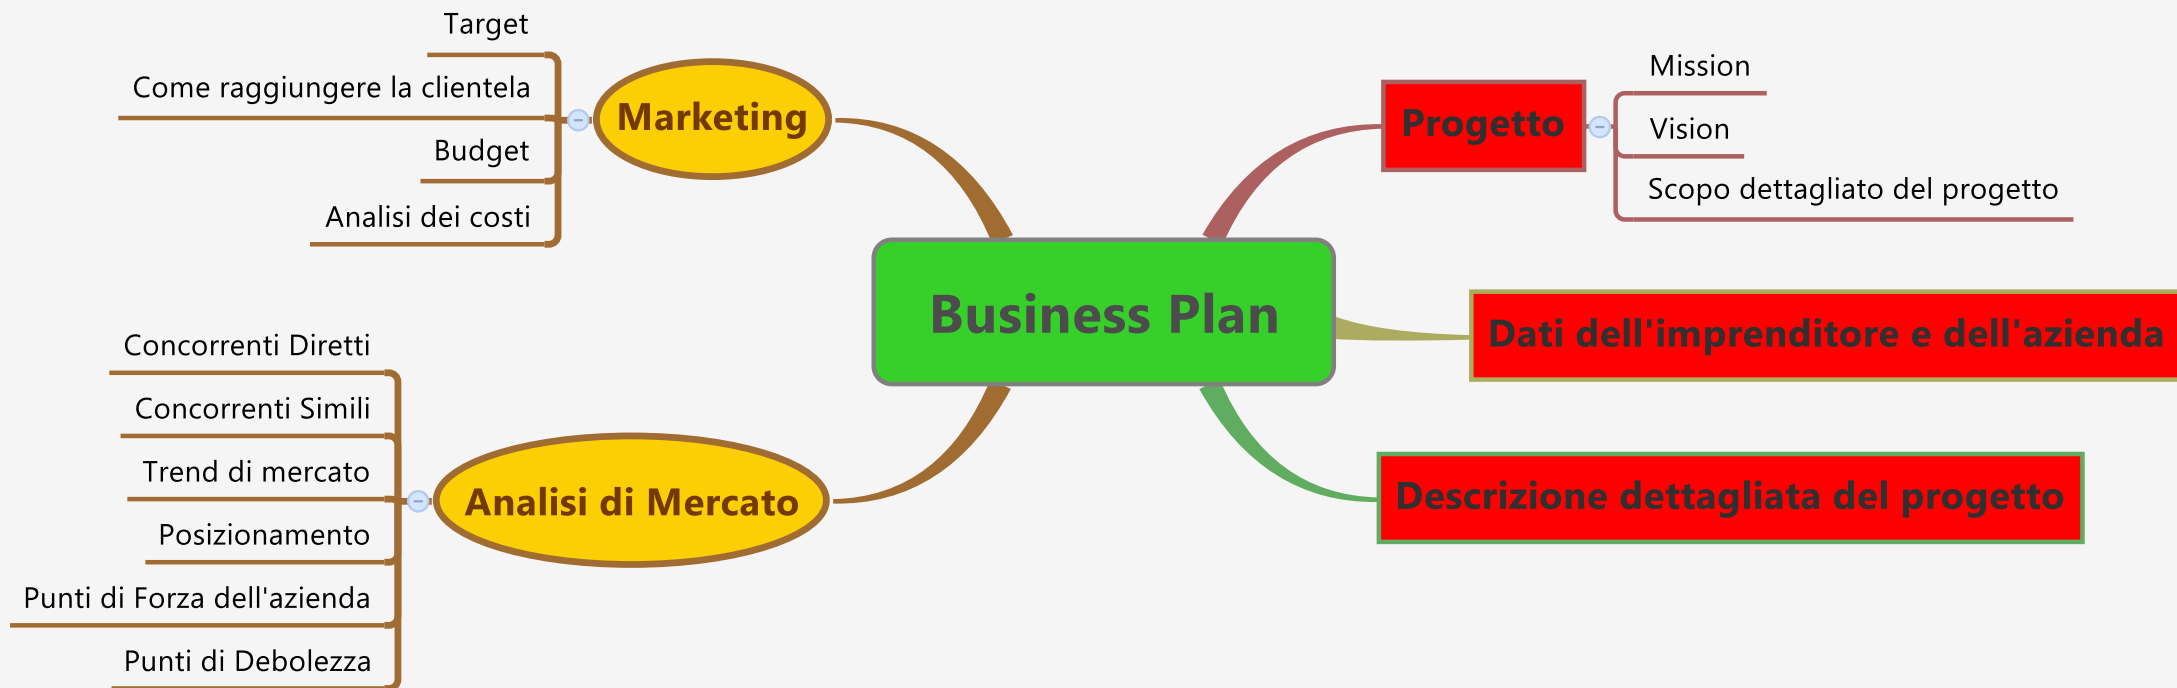 Business Plan
Marketing
Target
Come raggiungere la clientela
Budget
Analisi dei costi
Analisi di Mercato
Concorrenti Diretti
Concorrenti Simili
Trend di mercato
Posizionamento
Punti di Forza dell'azienda
Punti di Debolezza
Progetto
Mission
Vision
Scopo dettagliato del progetto
Dati dell'imprenditore e dell'azienda
Descrizione dettagliata del progetto